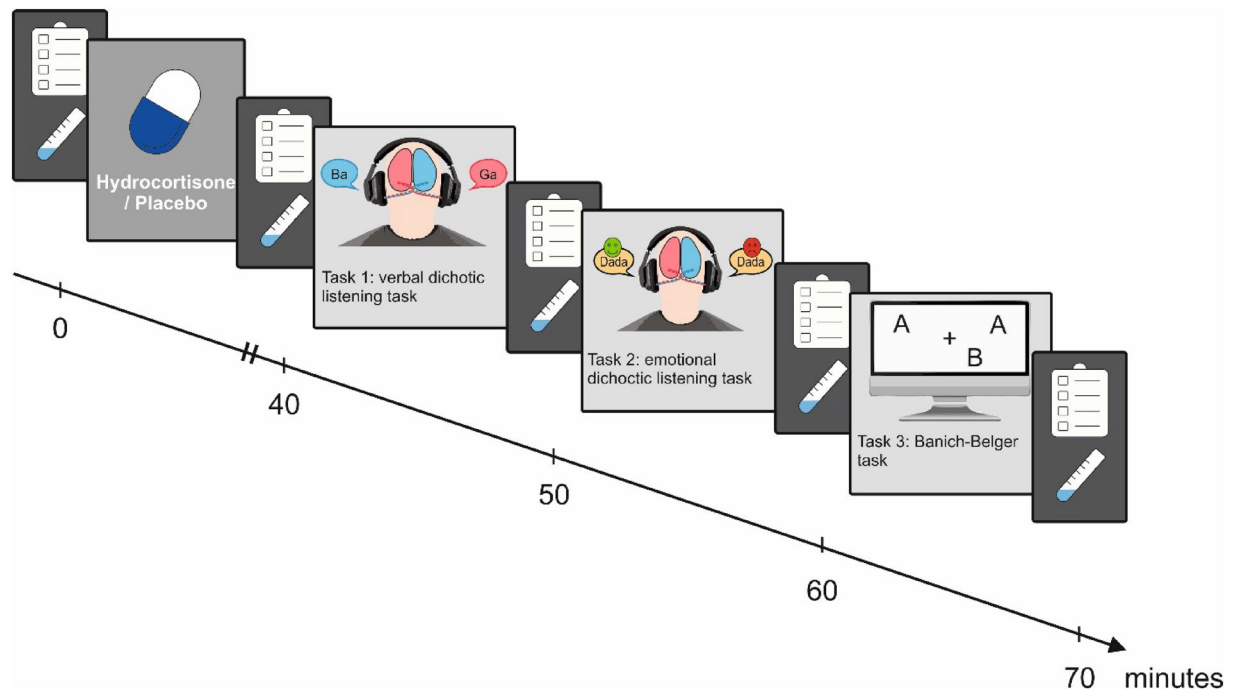 Hydrocortisone
/ Placebo
Ba
Ga
Task 1: verbal dichotic
listening task
Dada
Dada
Task 2: emotional
dichoctic listening task
A
A
+
B
Task 3: Banich-Belger
task
0
40
50
60
70 minutes